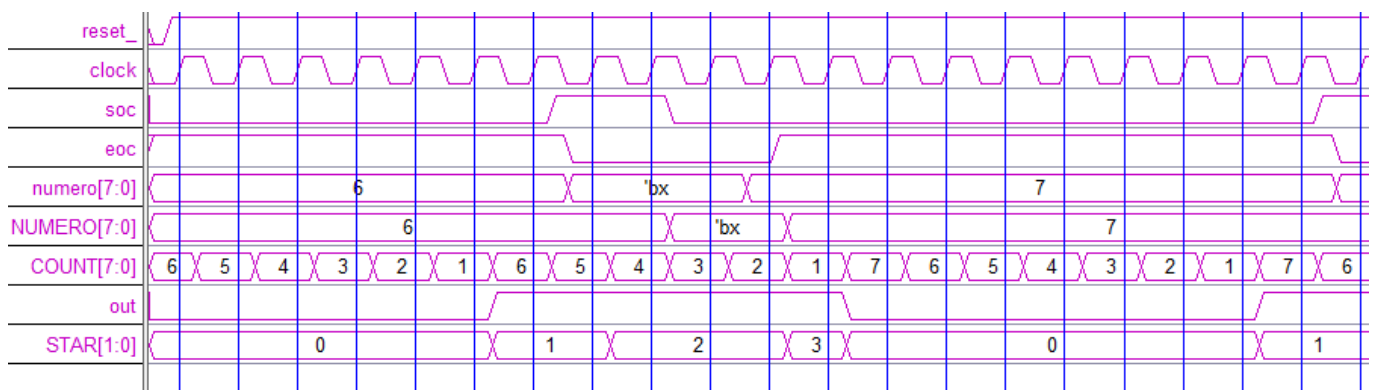 reset_
clock
soc
eoc
numero[7:0] 6 'bx 7
NUMERO[7:0] 6 'bx 7
COUNT[7:0] 6 5 4 3 2 1 6 5 4 3 2 1 7 6 5 4 3 2 1 7 6
out
STAR[1:0] 0 1 2 3 0 1